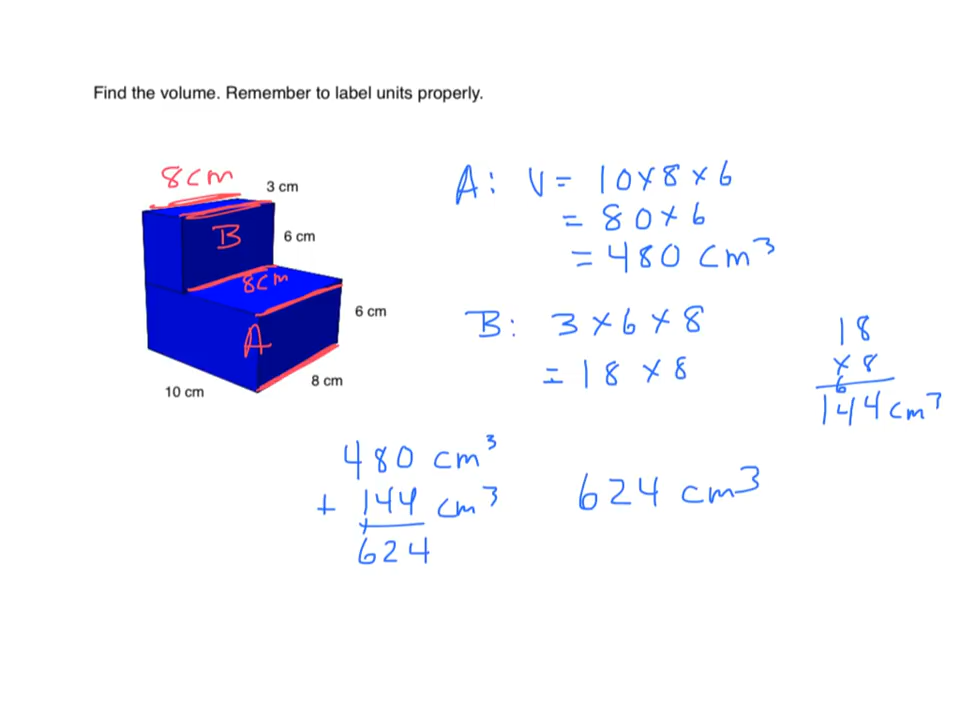 Find the volume. Remember to label units properly.
8cm
3 cm
B
6 cm
8cm
6 cm
A
8 cm
10 cm
A: V = 10 x 8 x 6
= 80 x 6
= 480 cm³
B: 3 x 6 x 8
= 18 x 8
18
x 8
6
144 cm³
480 cm³
+ 144 cm³
1
624
624 cm³